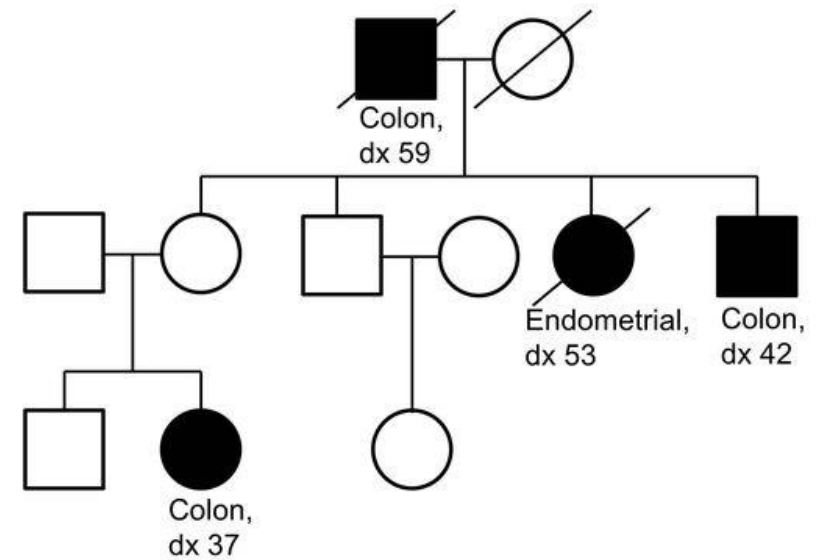 Colon,
dx 59
Endometrial,
dx 53
Colon,
dx 42
Colon,
dx 37